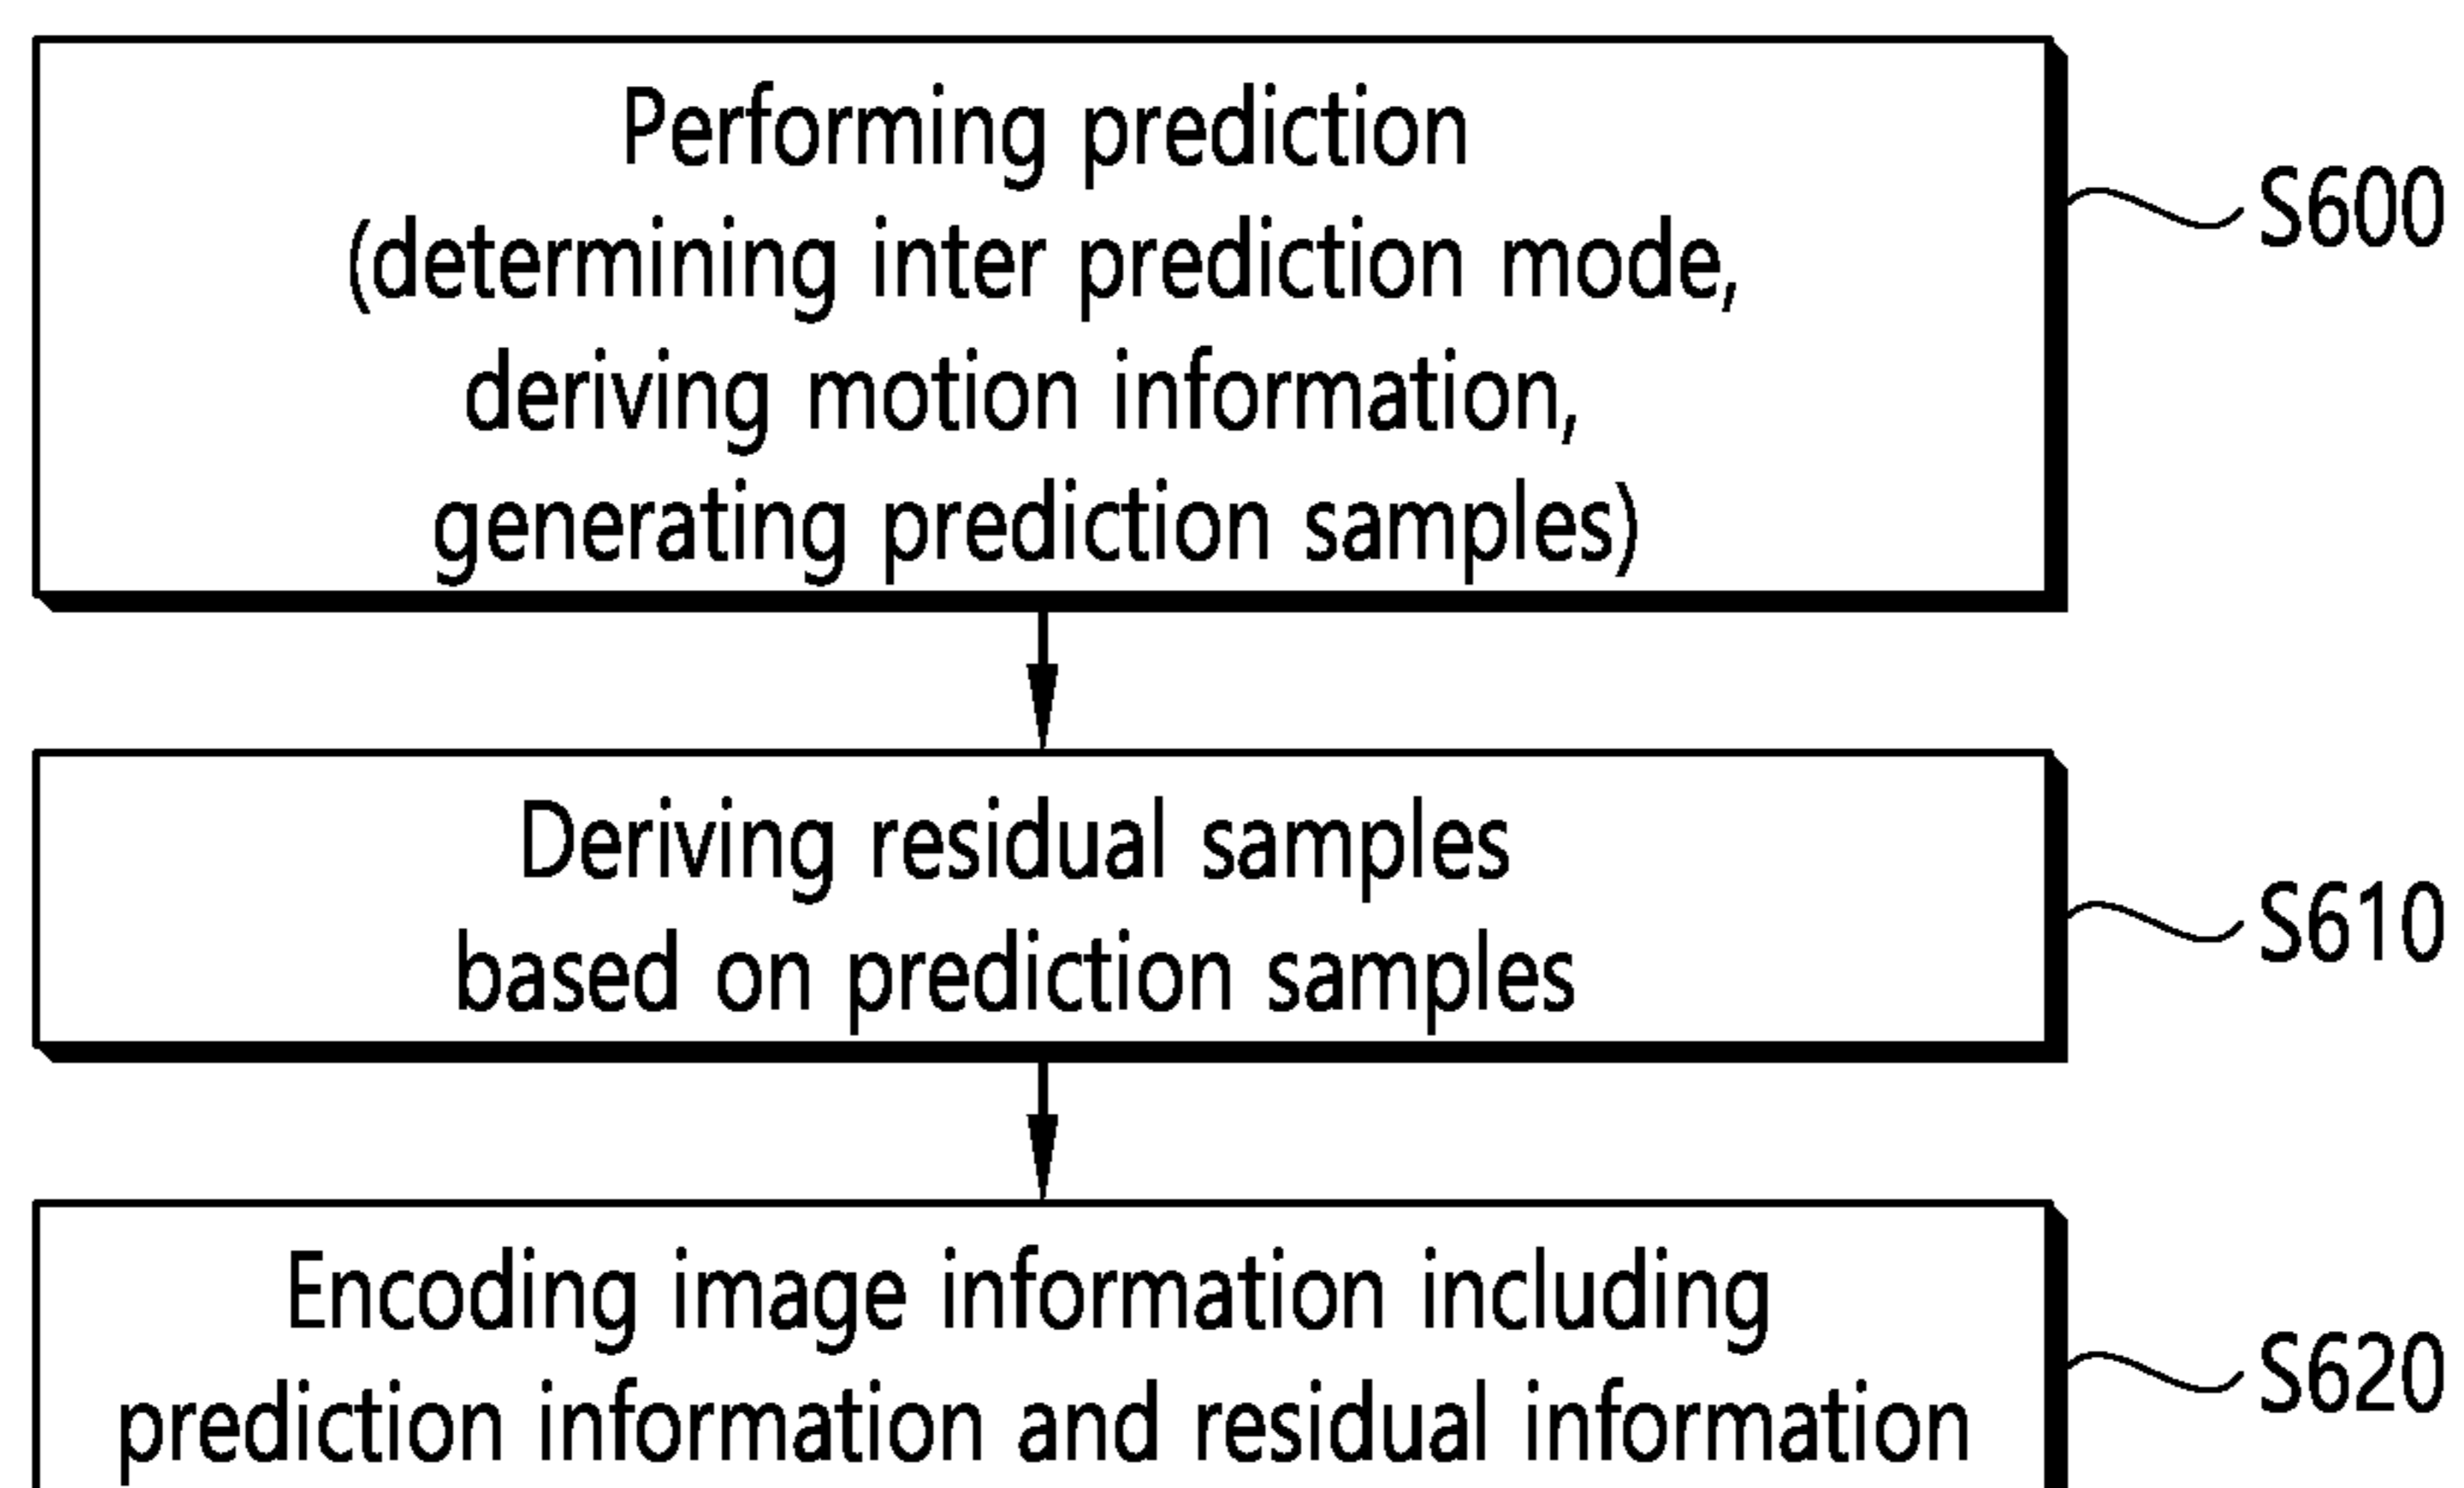 Performing prediction
(determining inter prediction mode,
deriving motion information,
generating prediction samples)
S600
Deriving residual samples
based on prediction samples
S610
Encoding image information including
prediction information and residual information
S620